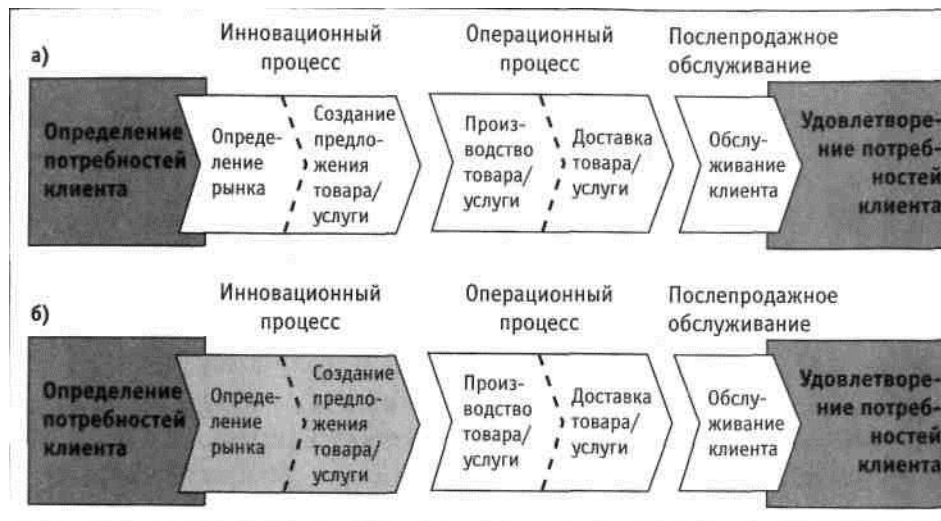 а)
Инновационный
процесс
Операционный
процесс
Послепродажное
обслуживание
Определение
потребностей
клиента
Опреде-
ление
рынка
Создание
предло-
жения
товара/
услуги
Произ-
водство
товара/
услуги
Доставка
товара/
услуги
Обслу-
живание
клиента
Удовлетворе-
ние потреб-
ностей
клиента
б)
Инновационный
процесс
Операционный
процесс
Послепродажное
обслуживание
Определение
потребностей
клиента
Опреде-
ление
рынка
Создание
предло-
жения
товара/
услуги
Произ-
водство
товара/
услуги
Доставка
товара/
услуги
Обслу-
живание
клиента
Удовлетворе-
ние потреб-
ностей
клиента